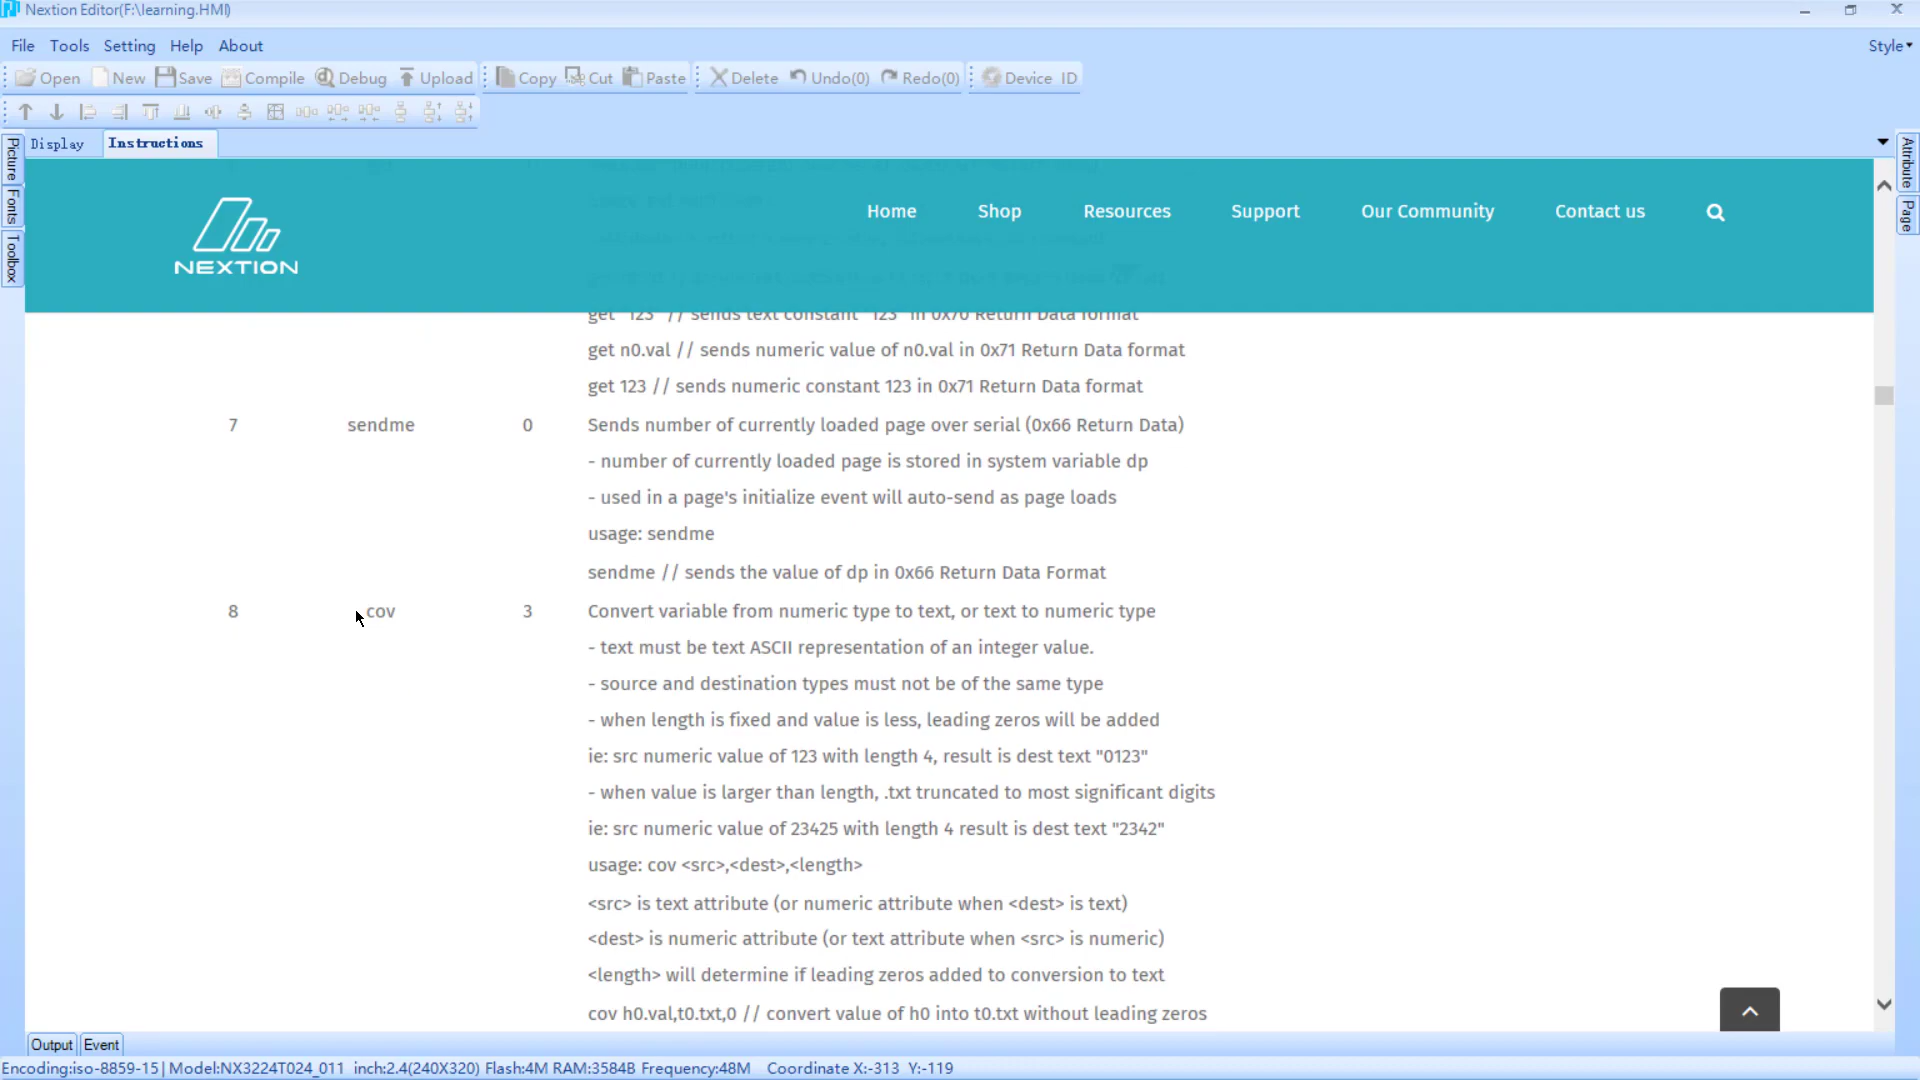 Nextion Editor(F:\learning.HMI)
File Tools Setting Help About Style
Open New Save Compile Debug Upload Copy Cut Paste Delete Undo(0) Redo(0) Device ID
Display Instructions
Picture
Fonts
Toolbox
Attribute
Page
NEXTION
Home Shop Resources Support Our Community Contact us
get "123" // sends text constant "123" in 0x70 Return Data format
get n0.val // sends numeric value of n0.val in 0x71 Return Data format
get 123 // sends numeric constant 123 in 0x71 Return Data format
7 sendme 0 Sends number of currently loaded page over serial (0x66 Return Data)
- number of currently loaded page is stored in system variable dp
- used in a page's initialize event will auto-send as page loads
usage: sendme
sendme // sends the value of dp in 0x66 Return Data Format
8 cov 3 Convert variable from numeric type to text, or text to numeric type
- text must be text ASCII representation of an integer value.
- source and destination types must not be of the same type
- when length is fixed and value is less, leading zeros will be added
ie: src numeric value of 123 with length 4, result is dest text "0123"
- when value is larger than length, .txt truncated to most significant digits
ie: src numeric value of 23425 with length 4 result is dest text "2342"
usage: cov <src>,<dest>,<length>
<src> is text attribute (or numeric attribute when <dest> is text)
<dest> is numeric attribute (or text attribute when <src> is numeric)
<length> will determine if leading zeros added to conversion to text
cov h0.val,t0.txt,0 // convert value of h0 into t0.txt without leading zeros
Output Event
Encoding:iso-8859-15| Model:NX3224T024_011 inch:2.4(240X320) Flash:4M RAM:3584B Frequency:48M Coordinate X:-313 Y:-119